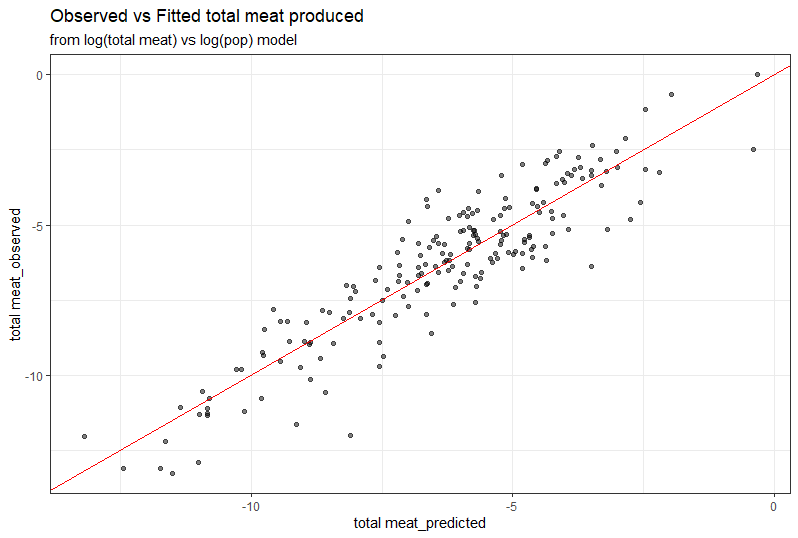 Observed vs Fitted total meat produced
from log(total meat) vs log(pop) model
total meat_observed
0
-5
-10
-10
-5
0
total meat_predicted